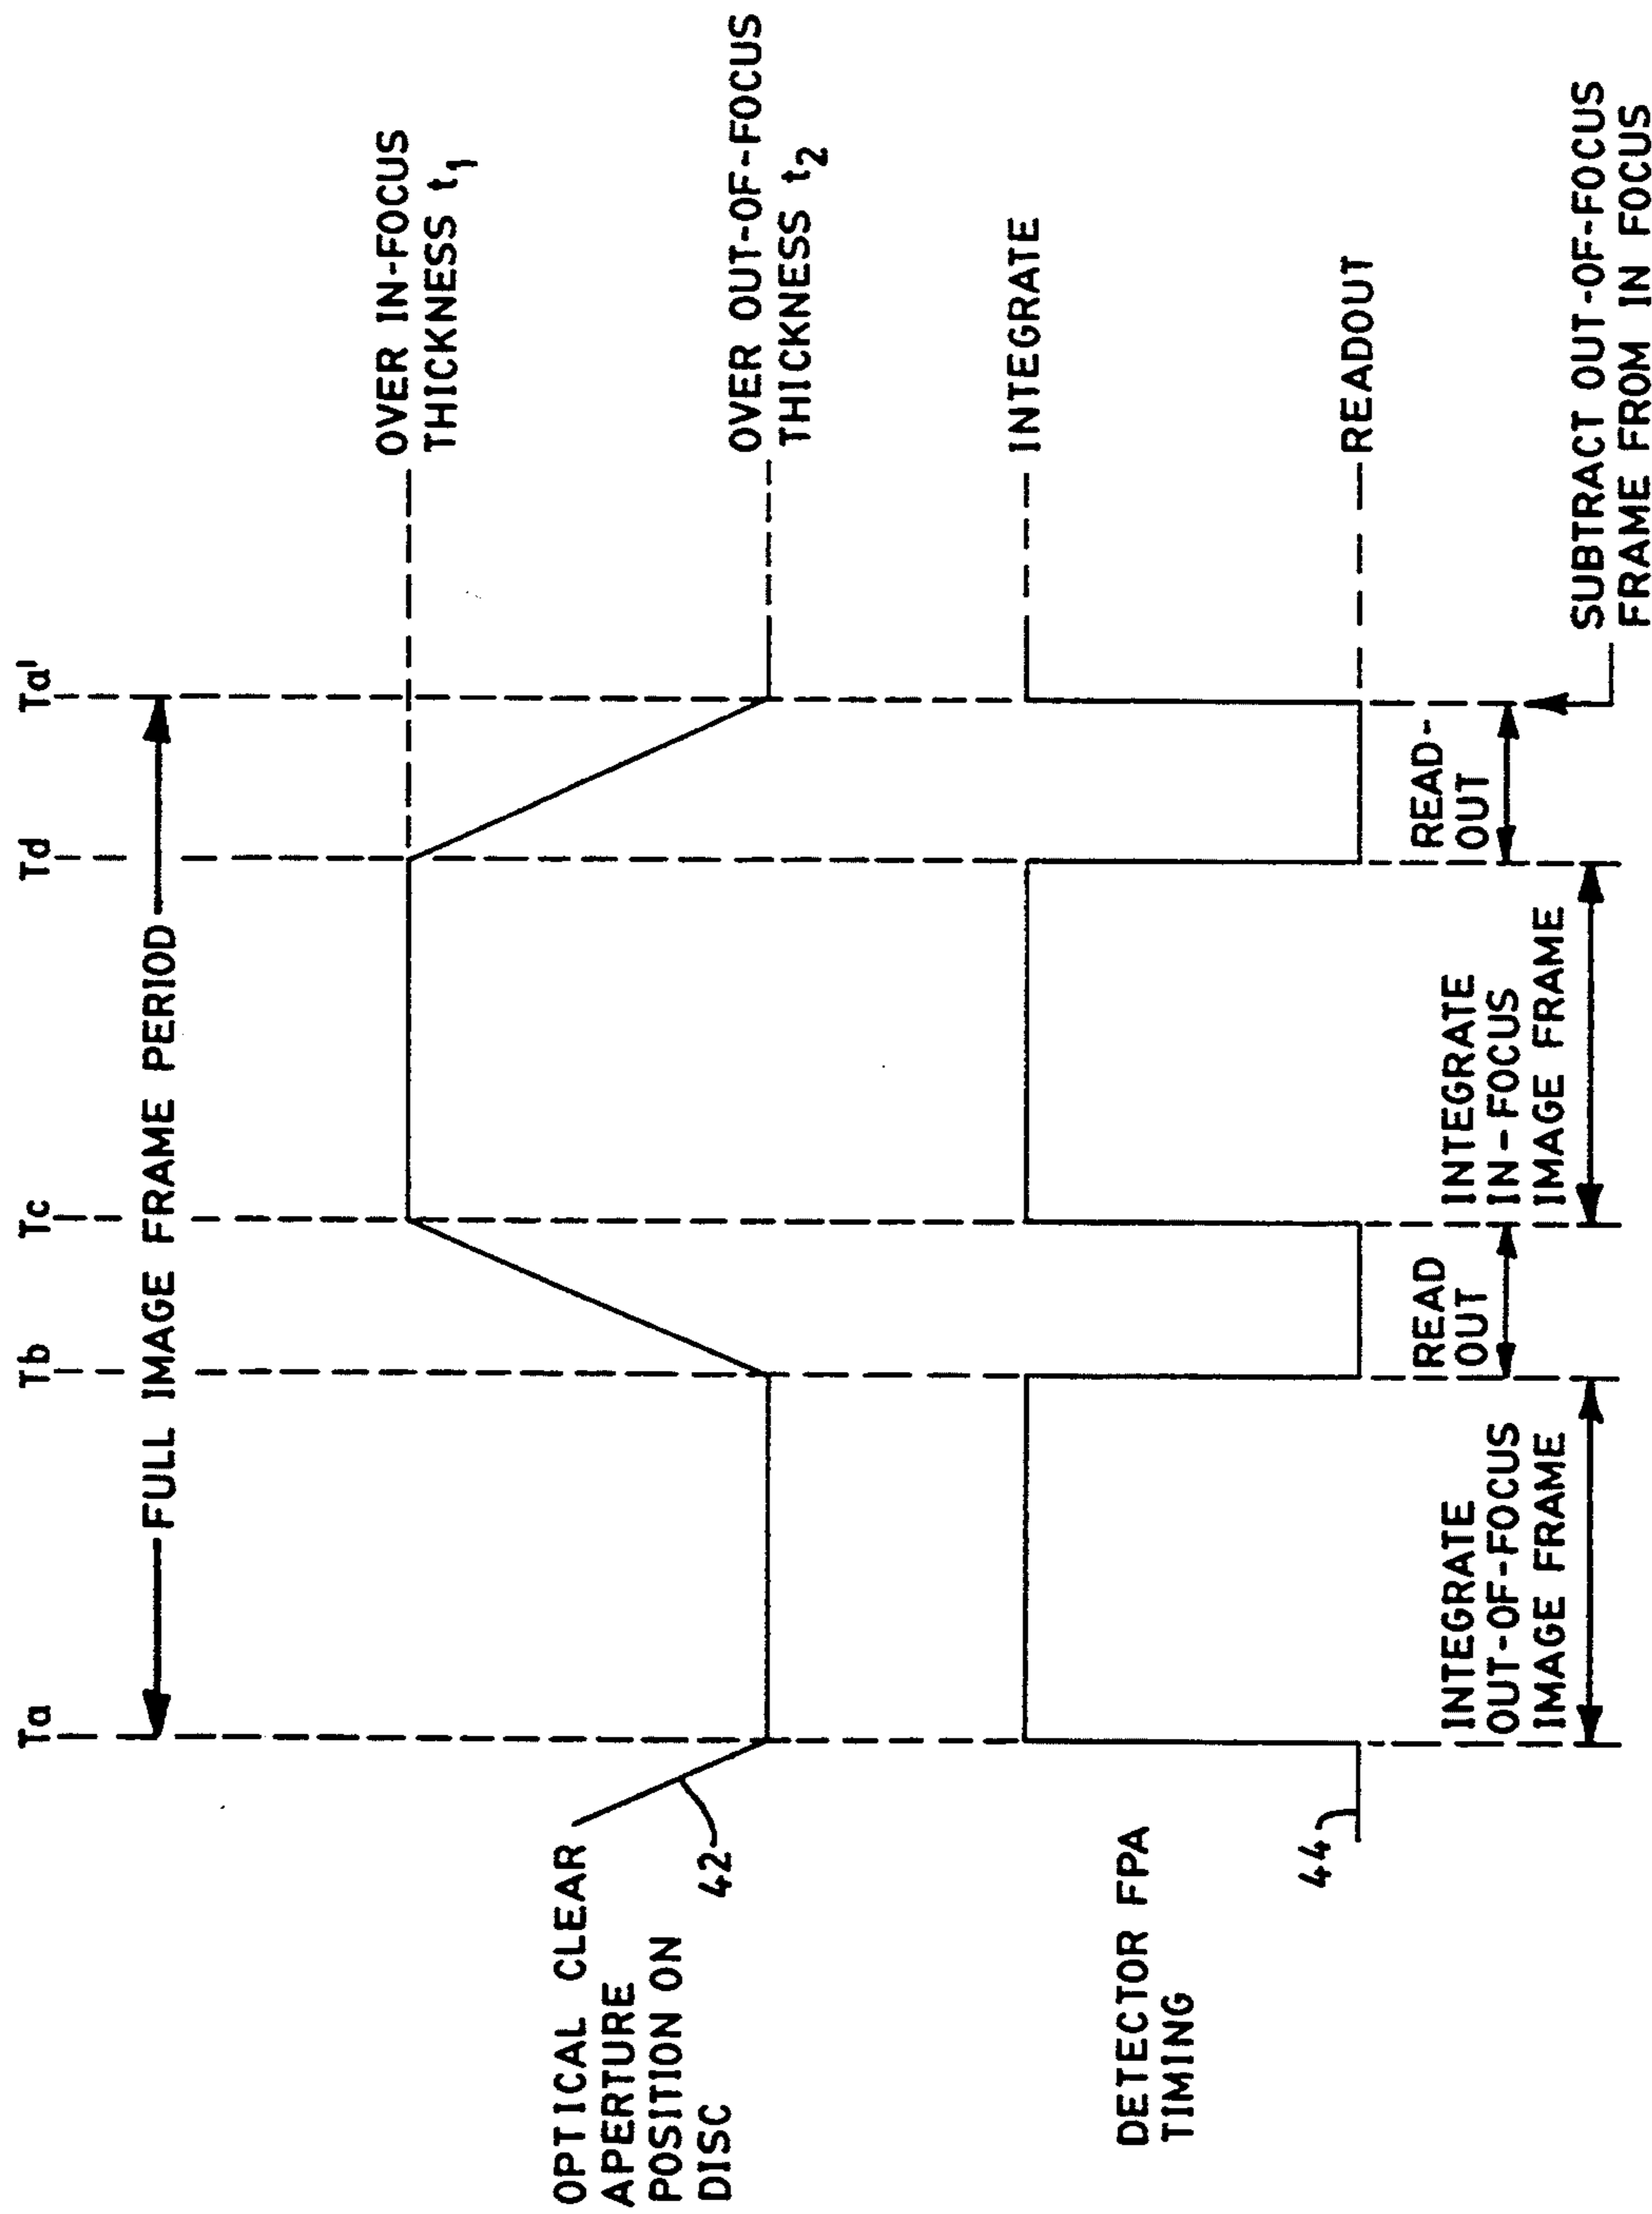 Ta
Tb
Tc
Td
Ta'
FULL IMAGE FRAME PERIOD
OVER IN-FOCUS
THICKNESS t1
OPTICAL CLEAR
APERTURE
POSITION ON
DISC
42
OVER OUT-OF-FOCUS
THICKNESS t2
INTEGRATE
DETECTOR FPA
TIMING
44
READOUT
INTEGRATE
OUT-OF-FOCUS
IMAGE FRAME
READ
OUT
INTEGRATE
IN-FOCUS
IMAGE FRAME
READ-
OUT
SUBTRACT OUT-OF-FOCUS
FRAME FROM IN FOCUS